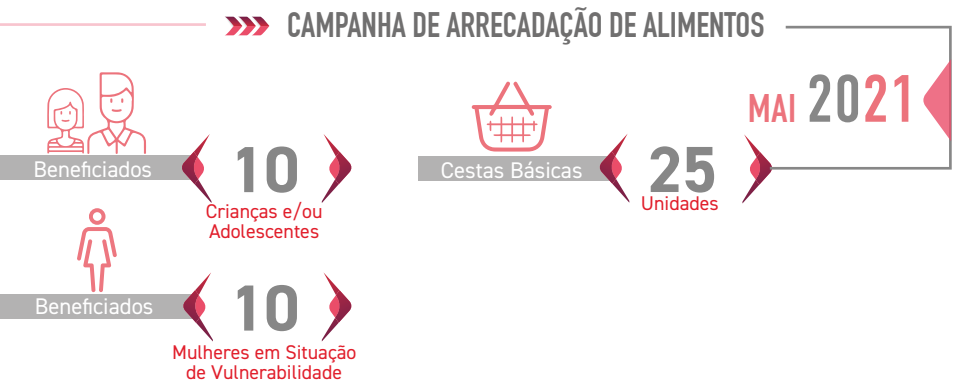 CAMPANHA DE ARRECADAÇÃO DE ALIMENTOS
MAI 2021
Beneficiados
10
Crianças e/ou
Adolescentes
Cestas Básicas
25
Unidades
Beneficiados
10
Mulheres em Situação
de Vulnerabilidade